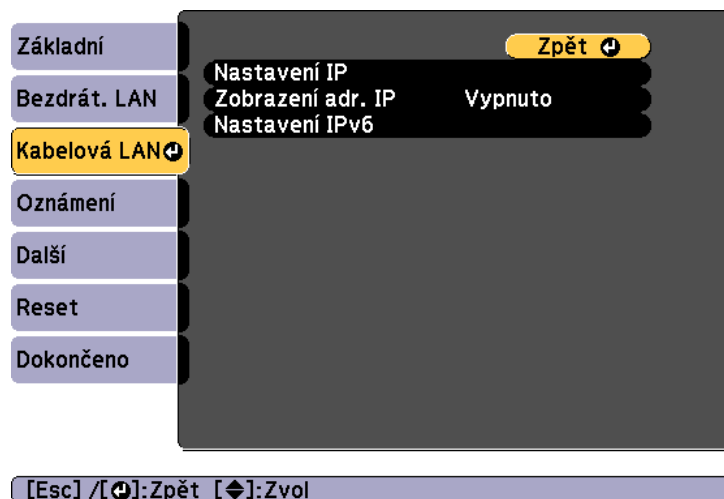 Základní
Bezdrát. LAN
Kabelová LAN
Oznámení
Další
Reset
Dokončeno
Zpět
Nastavení IP
Zobrazení adr. IP Vypnuto
Nastavení IPv6
[Esc] /[]:Zpět []:Zvol